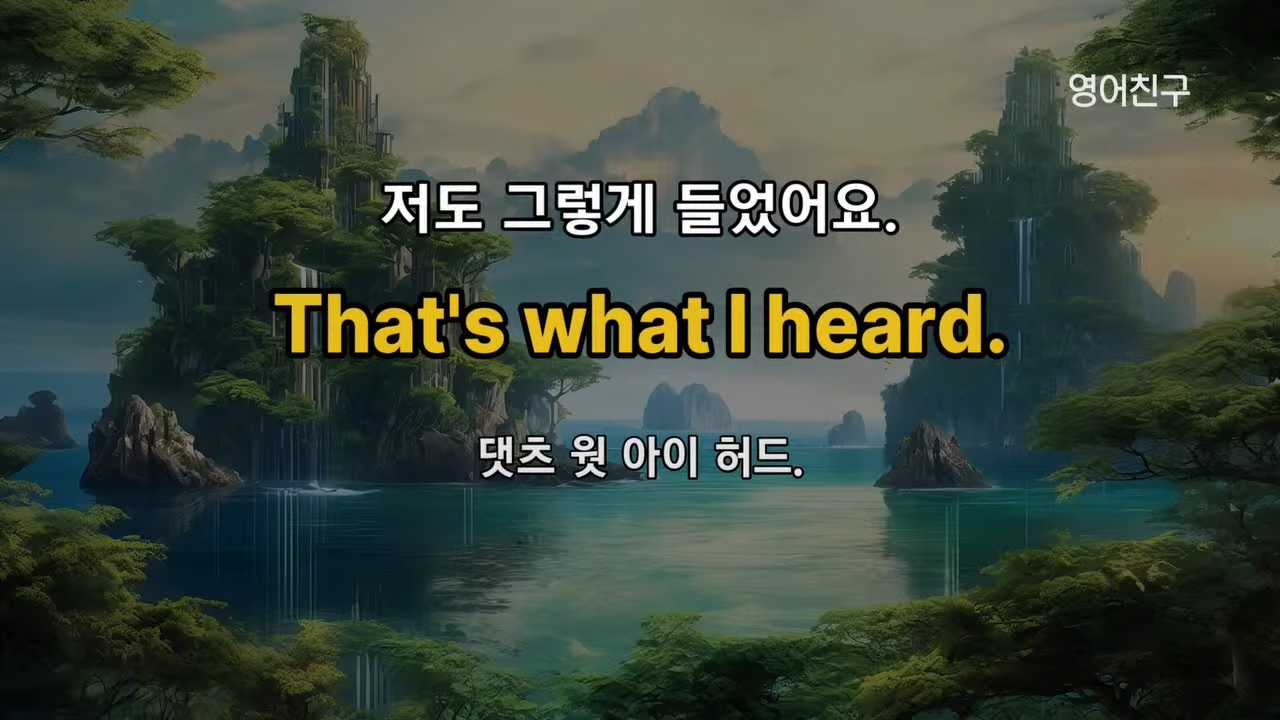 영어친구
저도 그렇게 들었어요.
That's what I heard.
댓츠 웟 아이 허드.